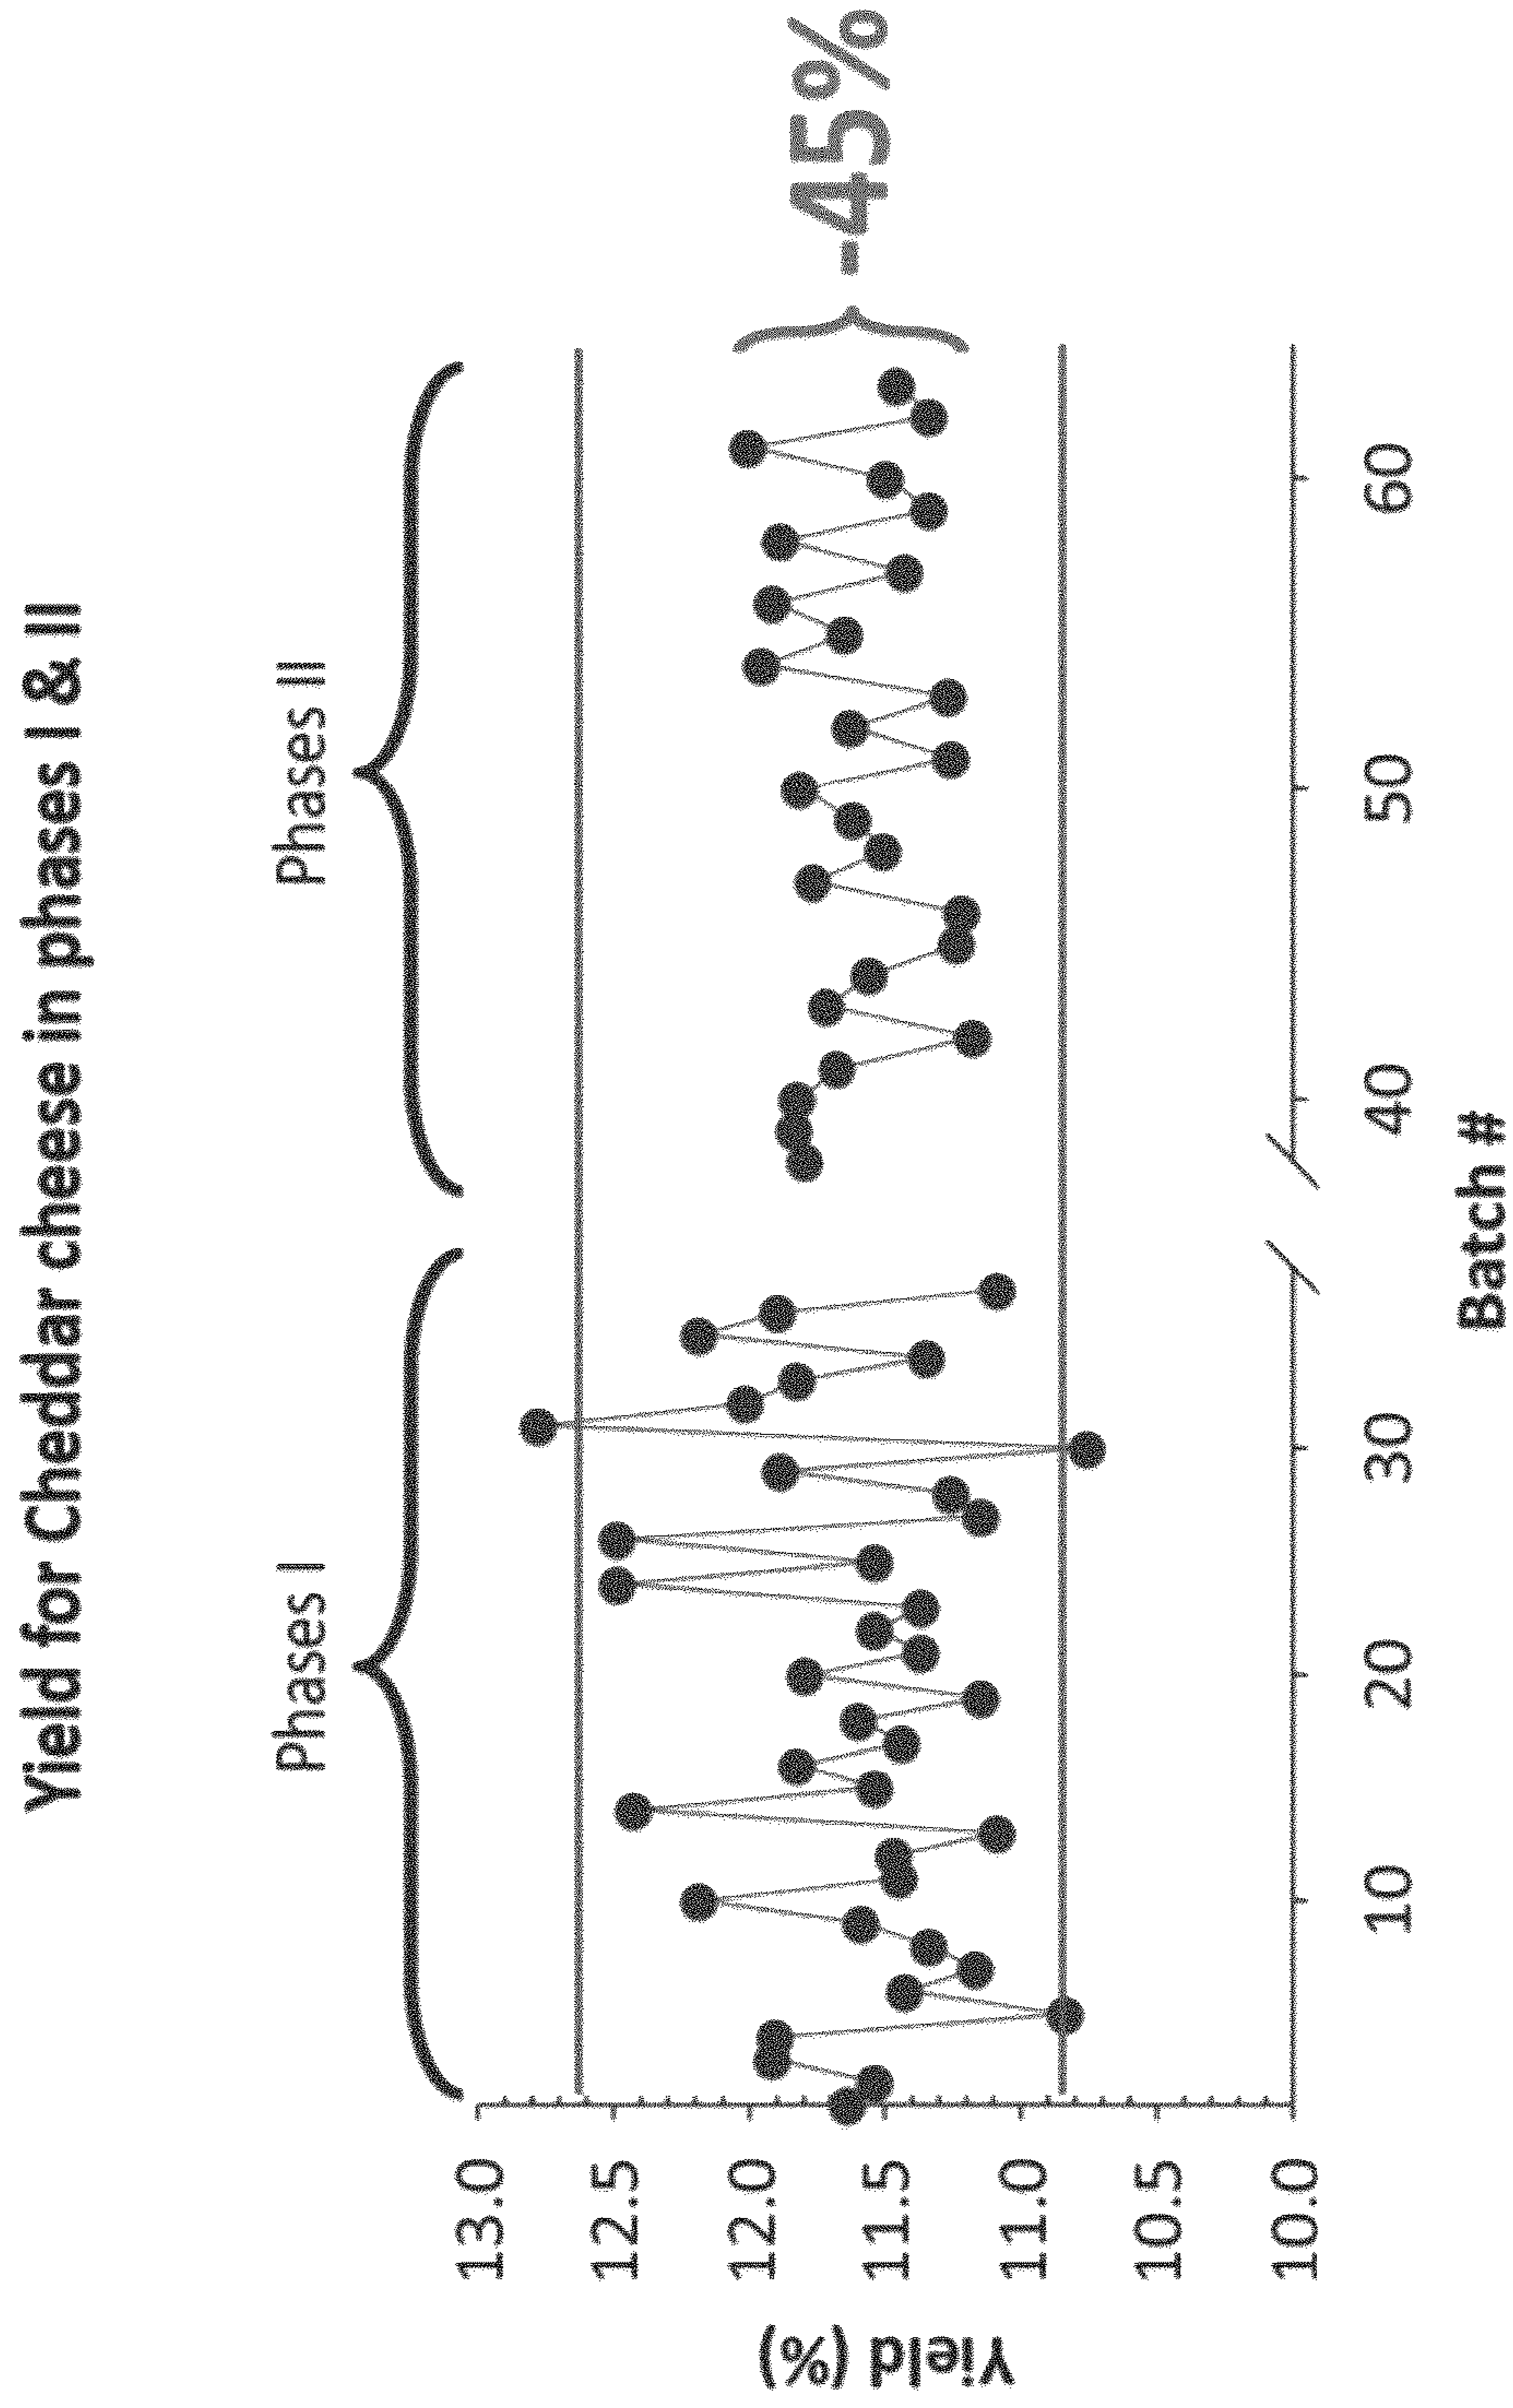 Yield for Cheddar cheese in phases I & II
Phases I
Phases II
13.0
12.5
12.0
11.5
11.0
10.5
10.0
Yield (%)
-45%
10
20
30
40
50
60
Batch #